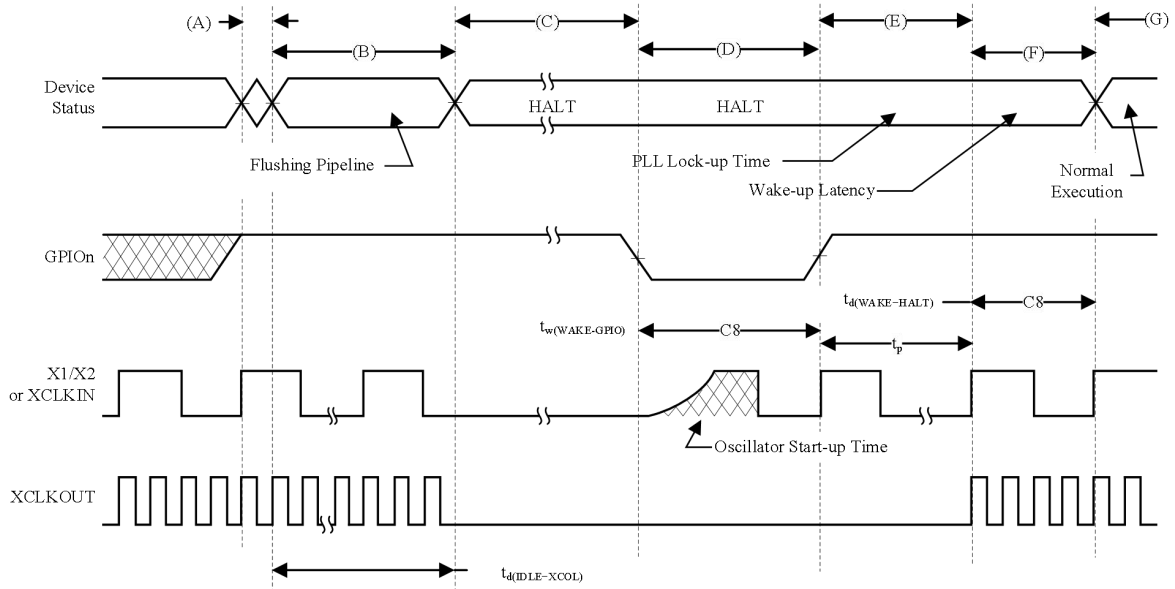 (A)
(C)
(E)
(G)
(B)
(D)
(F)
Device
Status
HALT
HALT
Flushing Pipeline
PLL Lock-up Time
Wake-up Latency
Normal
Execution
GPIOn
td(WAKE−HALT)
C8
tw(WAKE-GPIO)
C8
tp
X1/X2
or XCLKIN
Oscillator Start-up Time
XCLKOUT
td(IDLE−XCOL)